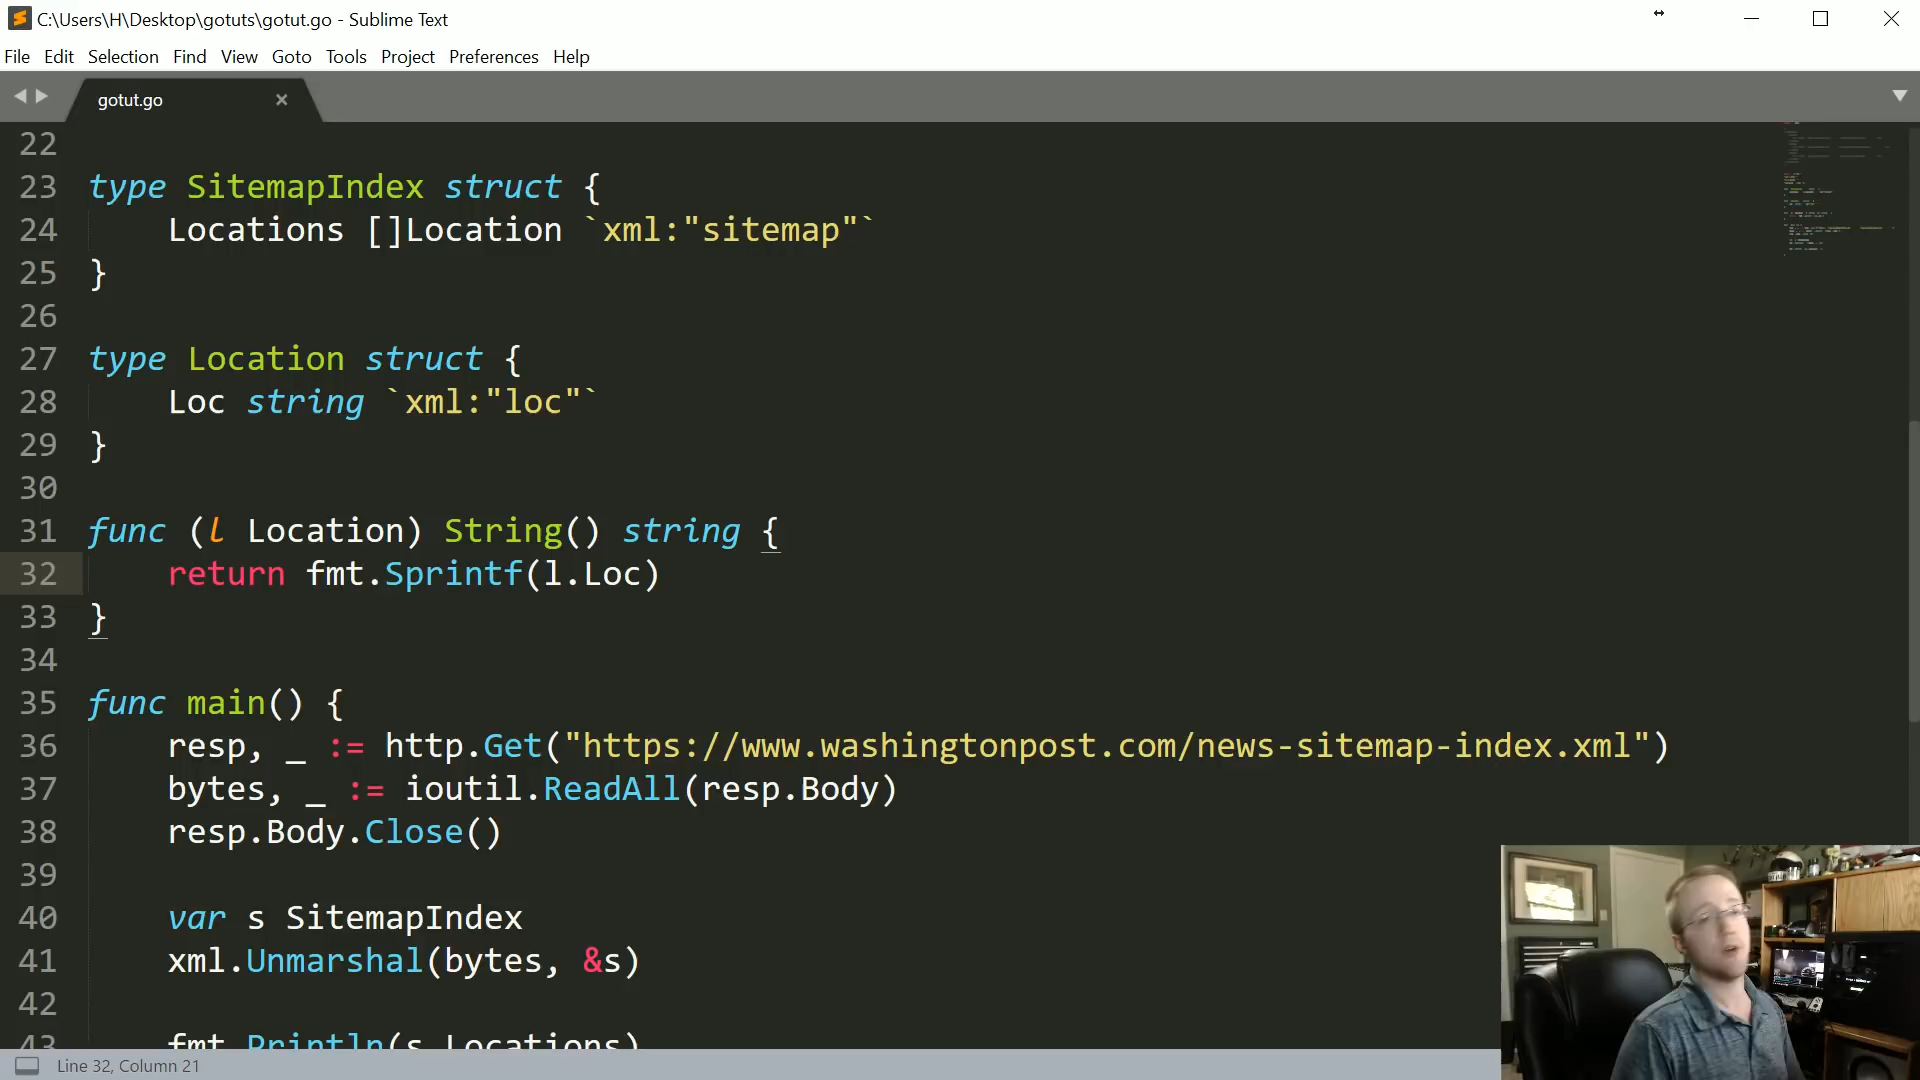 C:\Users\H\Desktop\gotuts\gotut.go - Sublime Text
File Edit Selection Find View Goto Tools Project Preferences Help
gotut.go
22
23 type SitemapIndex struct {
24 Locations []Location `xml:"sitemap"`
25 }
26
27 type Location struct {
28 Loc string `xml:"loc"`
29 }
30
31 func (l Location) String() string {
32 return fmt.Sprintf(l.Loc)
33 }
34
35 func main() {
36 resp, _ := http.Get("https://www.washingtonpost.com/news-sitemap-index.xml")
37 bytes, _ := ioutil.ReadAll(resp.Body)
38 resp.Body.Close()
39
40 var s SitemapIndex
41 xml.Unmarshal(bytes, &s)
42
43 fmt.Println(s.Locations)
Line 32, Column 21